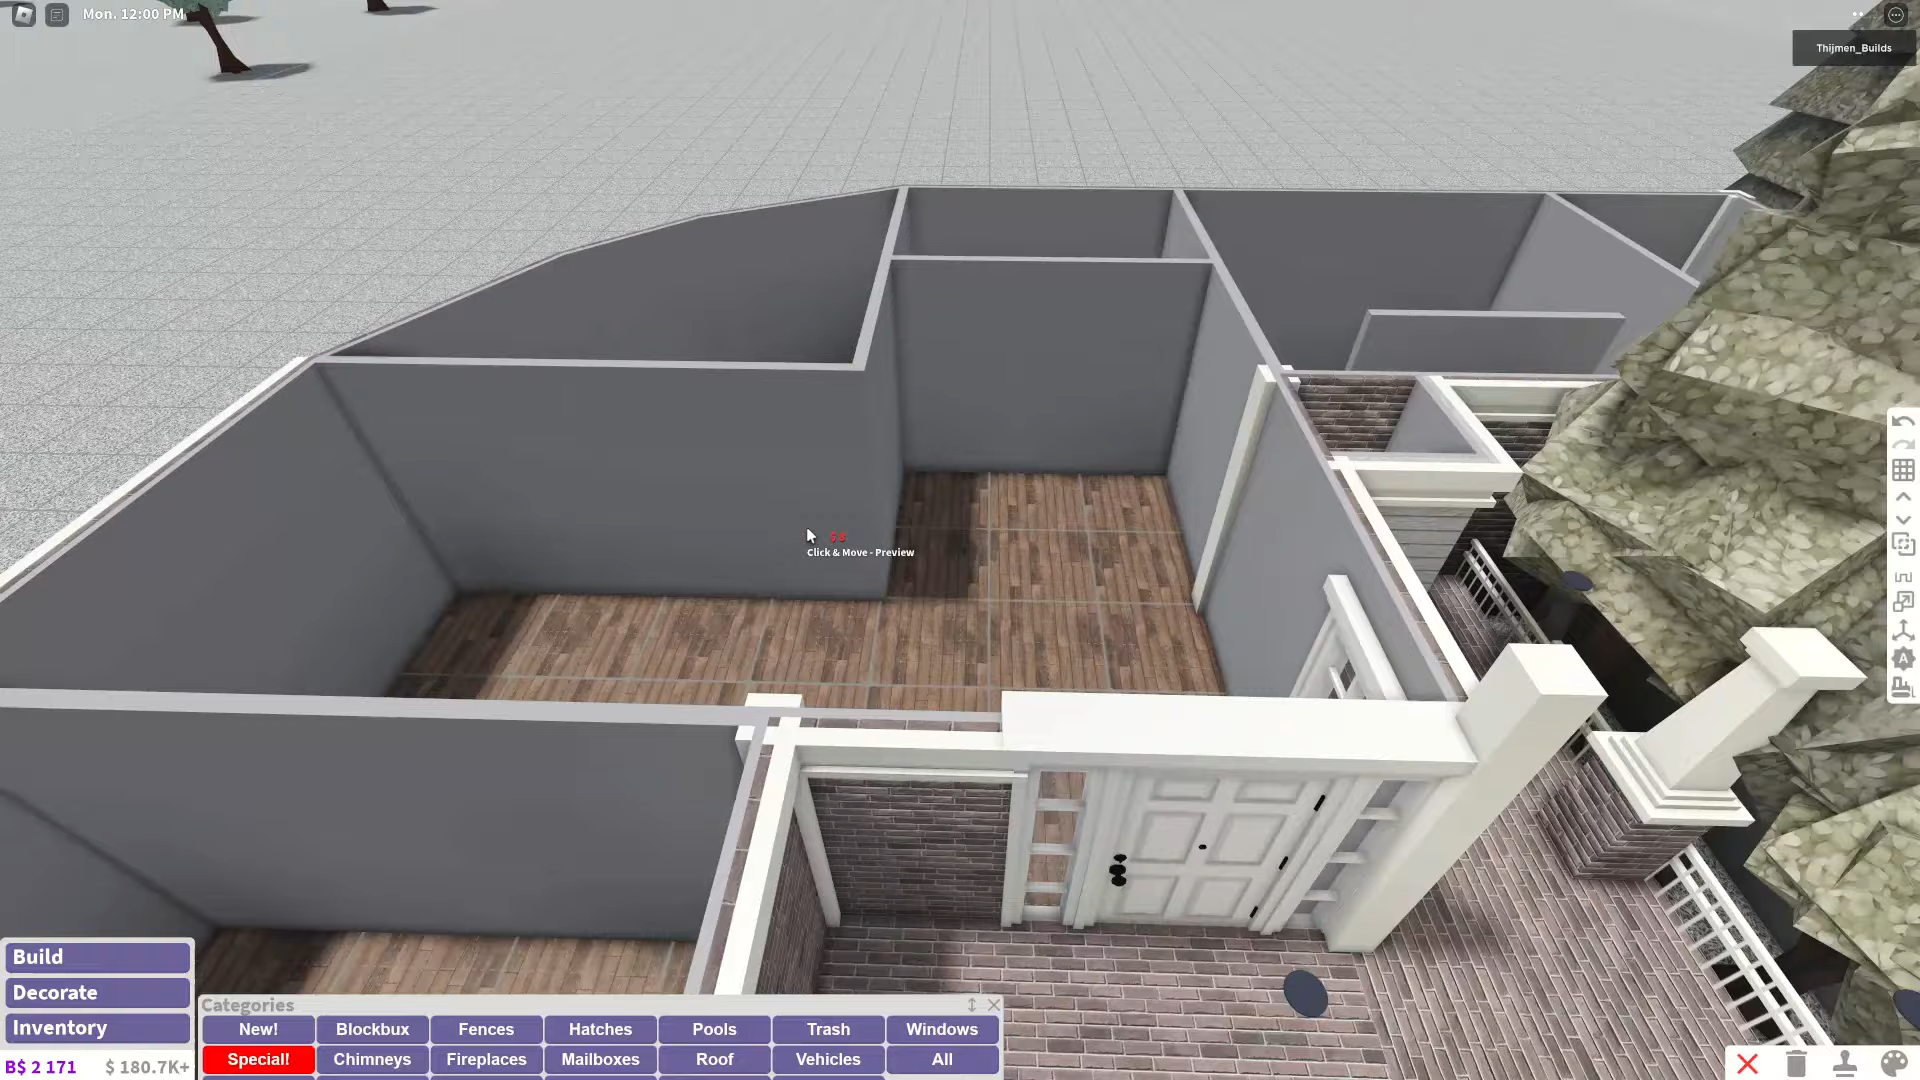 Mon. 12:00 PM
Thijmen_Builds
$ 8
Click & Move - Preview
Build
Decorate
Inventory
B$ 2 171
$ 180.7K+
Categories
New!
Blockbux
Fences
Hatches
Pools
Trash
Windows
Special!
Chimneys
Fireplaces
Mailboxes
Roof
Vehicles
All
A